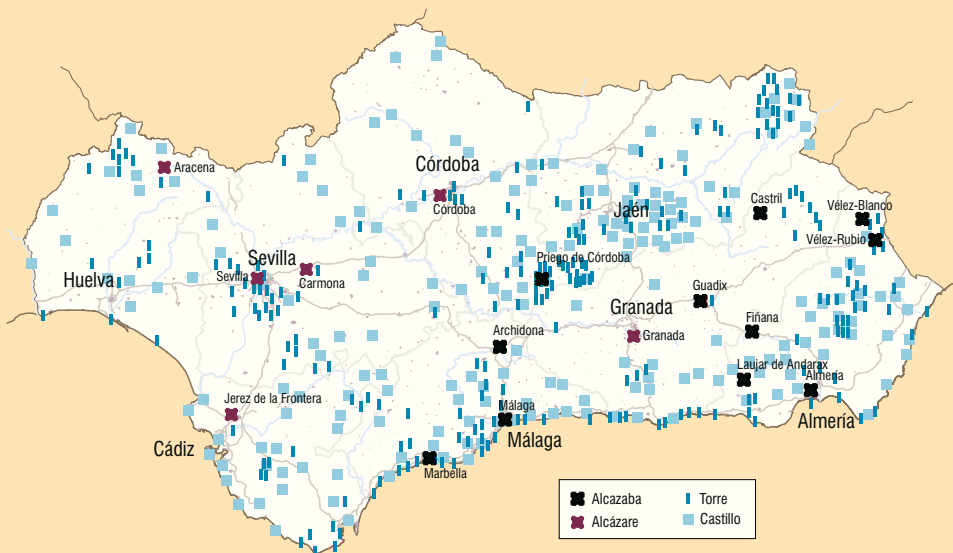 Córdoba
Aracena
Castril
Córdoba
Vélez-Blanco
Jaén
Vélez-Rubio
Sevilla
Priego de Córdoba
Huelva
Sevilla
Carmona
Guadix
Granada
Fiñana
Archidona
Granada
Laujar de Andarax
Almería
Jerez de la Frontera
Málaga
Almería
Cádiz
Málaga
Marbella
Alcazaba
Torre
Alcázare
Castillo